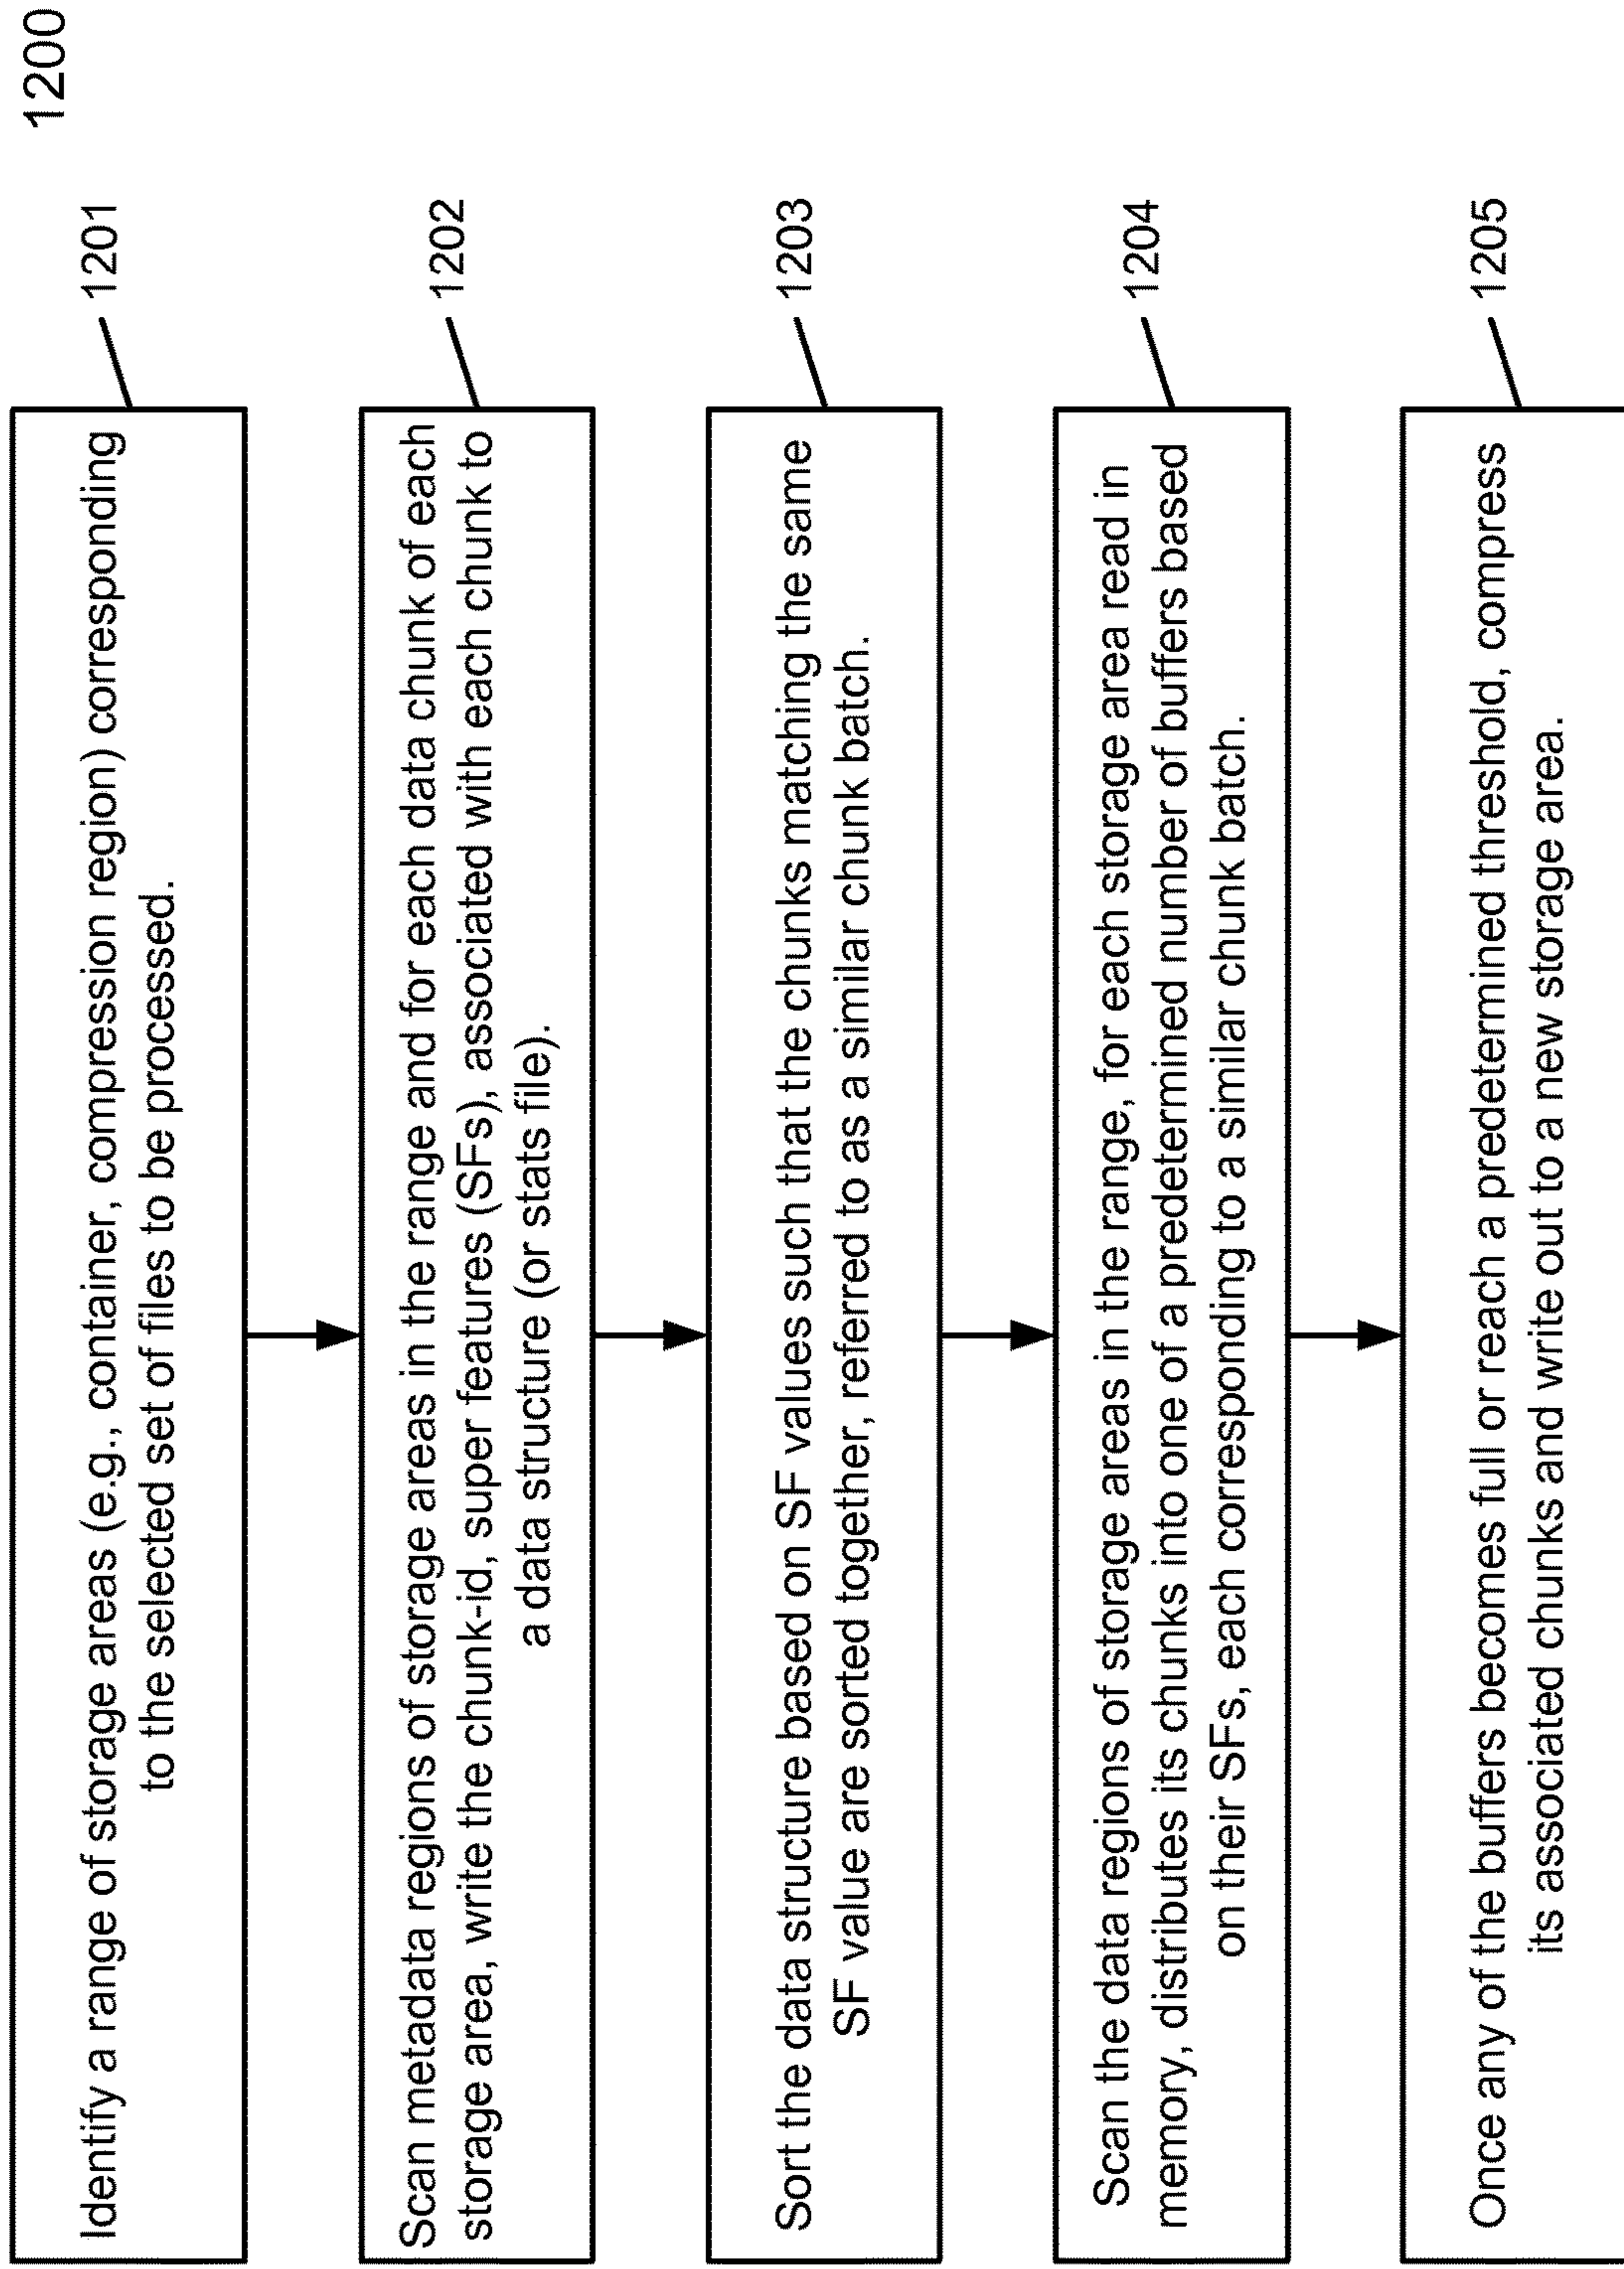 1200
Identify a range of storage areas (e.g., container, compression region) corresponding
to the selected set of files to be processed.
1201
Scan metadata regions of storage areas in the range and for each data chunk of each
storage area, write the chunk-id, super features (SFs), associated with each chunk to
a data structure (or stats file).
1202
Sort the data structure based on SF values such that the chunks matching the same
SF value are sorted together, referred to as a similar chunk batch.
1203
Scan the data regions of storage areas in the range, for each storage area read in
memory, distributes its chunks into one of a predetermined number of buffers based
on their SFs, each corresponding to a similar chunk batch.
1204
Once any of the buffers becomes full or reach a predetermined threshold, compress
its associated chunks and write out to a new storage area.
1205